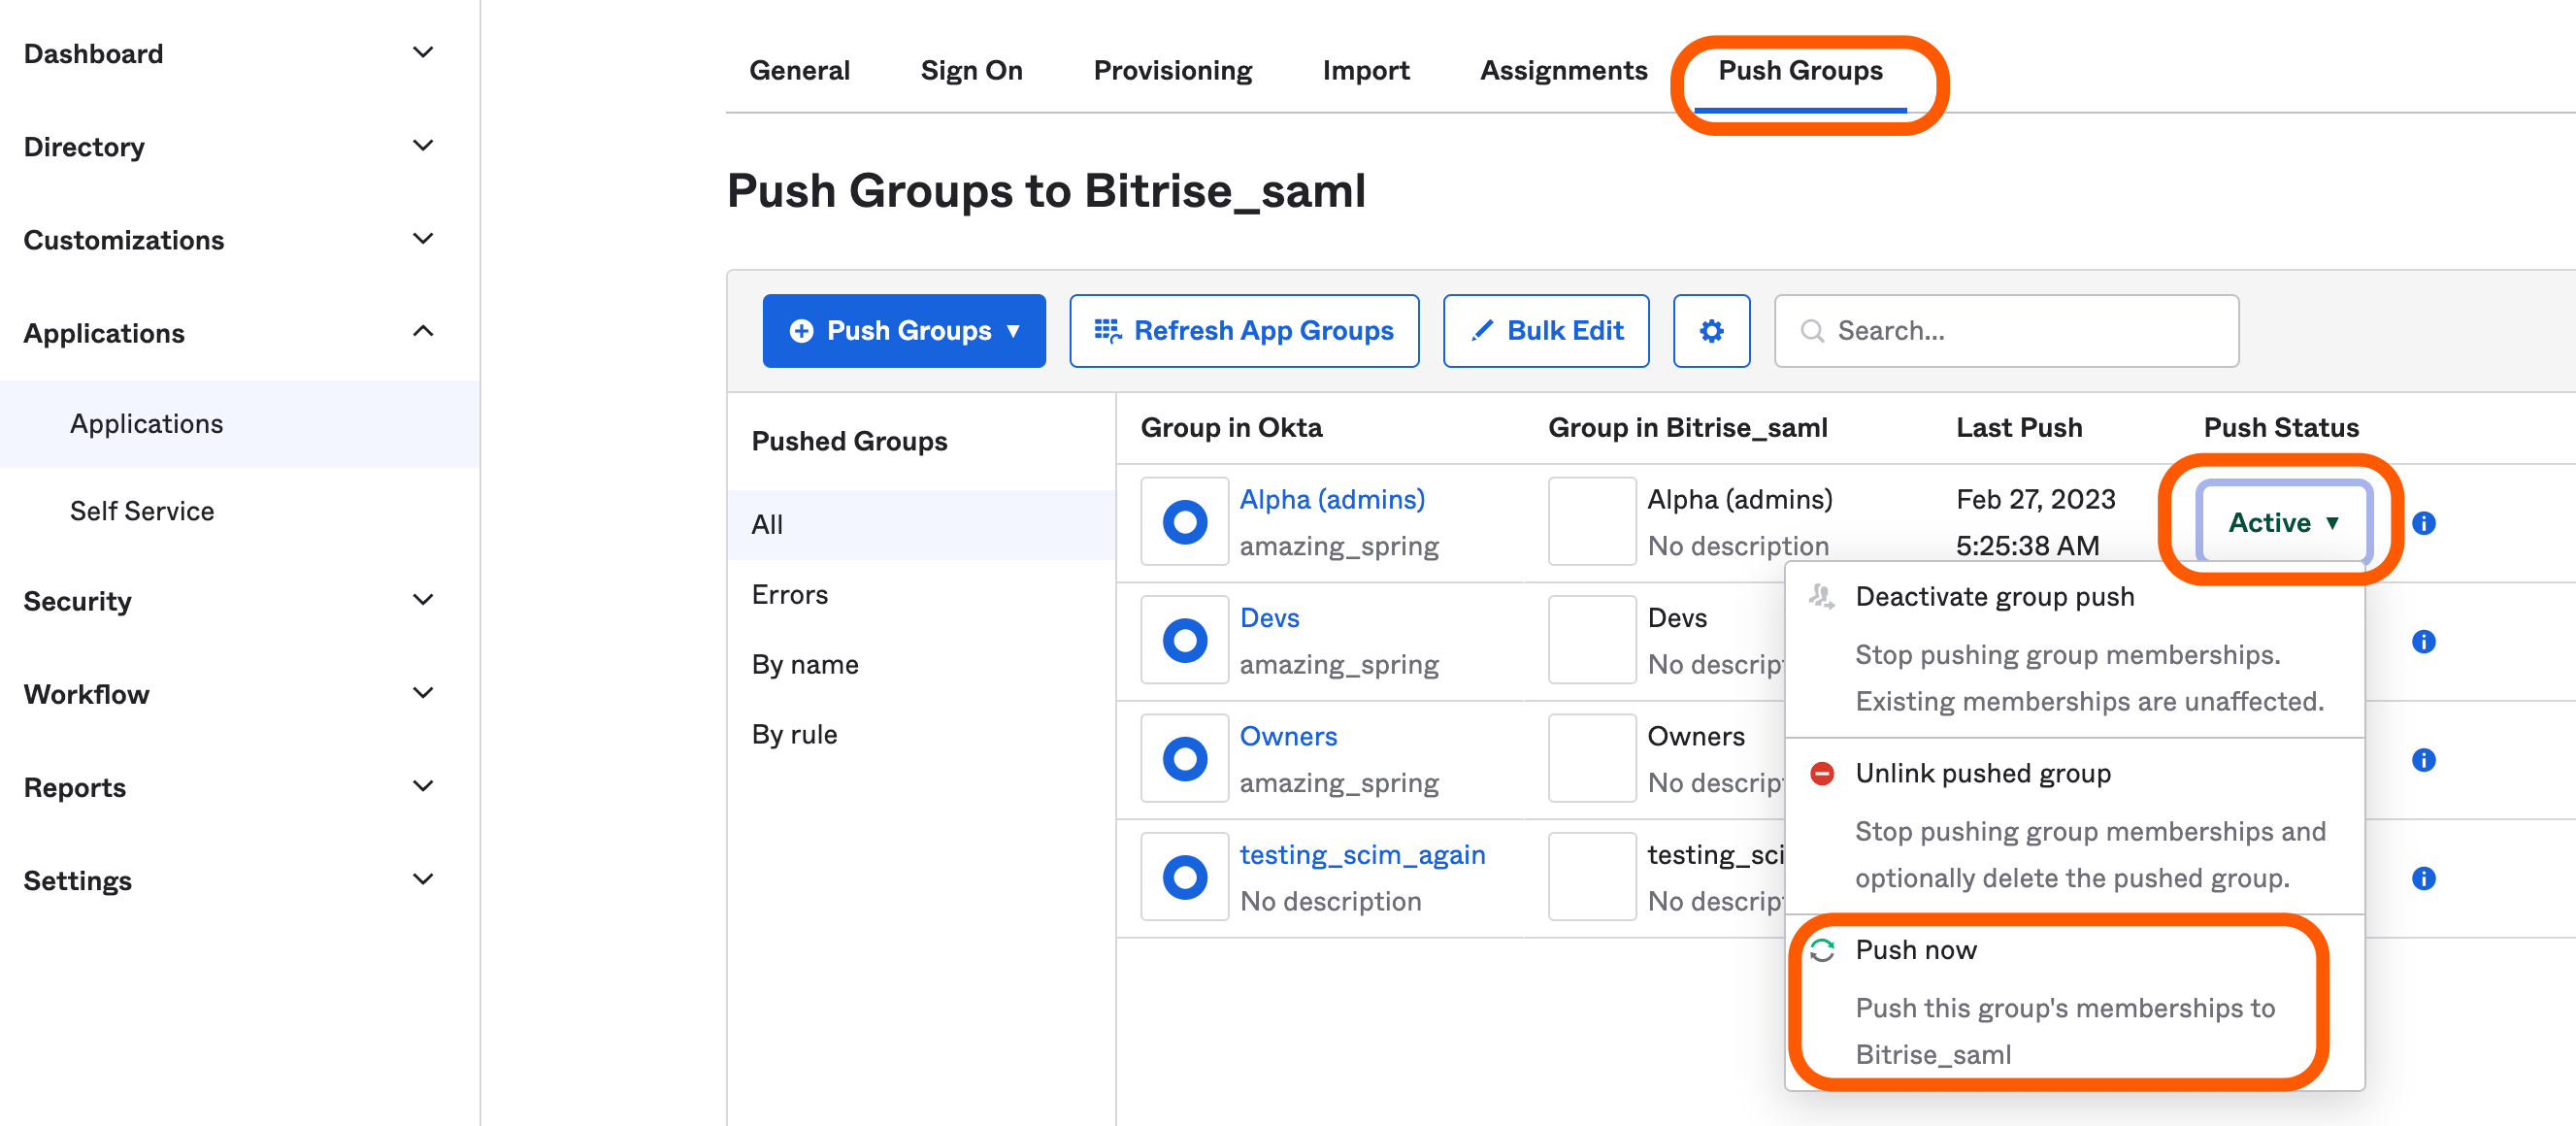 Dashboard
Directory
Customizations
Applications
Applications
Self Service
Security
Workflow
Reports
Settings
General Sign On Provisioning Import Assignments Push Groups
Push Groups to Bitrise_saml
Push Groups ▼ Refresh App Groups Bulk Edit Search...
Pushed Groups
All
Errors
By name
By rule
Group in Okta Group in Bitrise_saml Last Push Push Status
Alpha (admins) Alpha (admins) Feb 27, 2023 Active ▼
amazing_spring No description 5:25:38 AM
Devs Devs
amazing_spring No descrip
Owners Owners
amazing_spring No descrip
testing_scim_again testing_sci
No description No descrip
Deactivate group push
Stop pushing group memberships.
Existing memberships are unaffected.
Unlink pushed group
Stop pushing group memberships and
optionally delete the pushed group.
Push now
Push this group's memberships to
Bitrise_saml